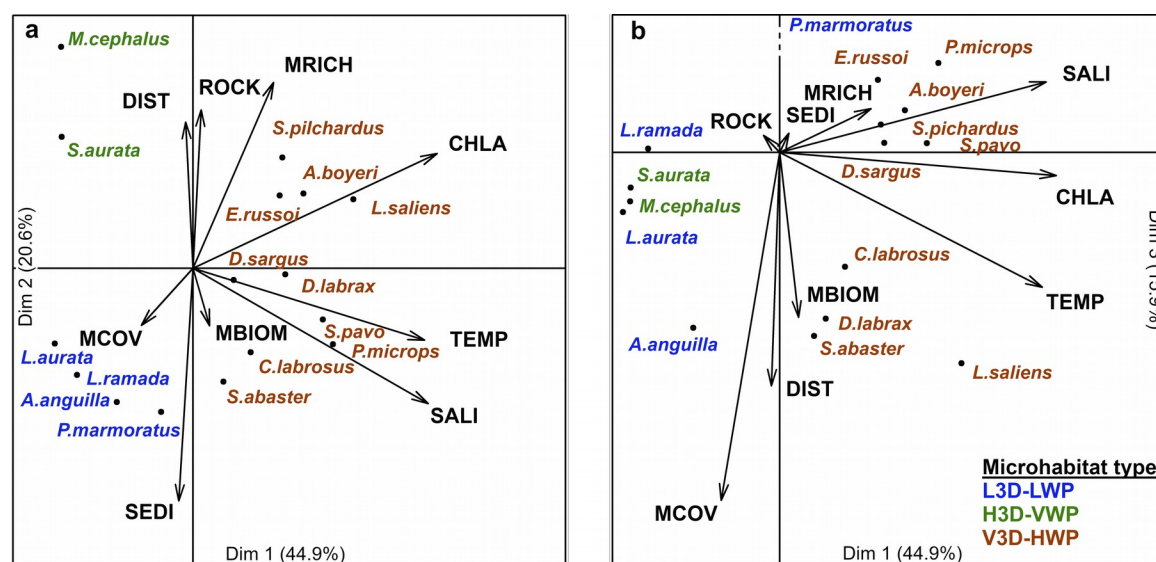 a
M.cephalus
MRICH
ROCK
DIST
S.pilchardus
CHLA
S.aurata
A.boyeri
E.russoi
L.saliens
D.sargus
D.labrax
Dim 2 (20.6%)
MCOV
MBIOM
S.pavo
TEMP
L.aurata
P.microps
C.labrosus
L.ramada
A.anguilla
S.abaster
SALI
P.marmoratus
SEDI
Dim 1 (44.9%)
b
P.marmoratus
P.microps
E.russoi
SALI
MRICH
A.boyeri
SEDI
ROCK
L.ramada
S.pichardus
S.pavo
S.aurata
D.sargus
CHLA
M.cephalus
L.aurata
C.labrosus
MBIOM
TEMP
D.labrax
A.anguilla
S.abaster
L.saliens
DIST
Microhabitat type
L3D-LWP
MCOV
H3D-VWP
V3D-HWP
Dim 1 (44.9%)